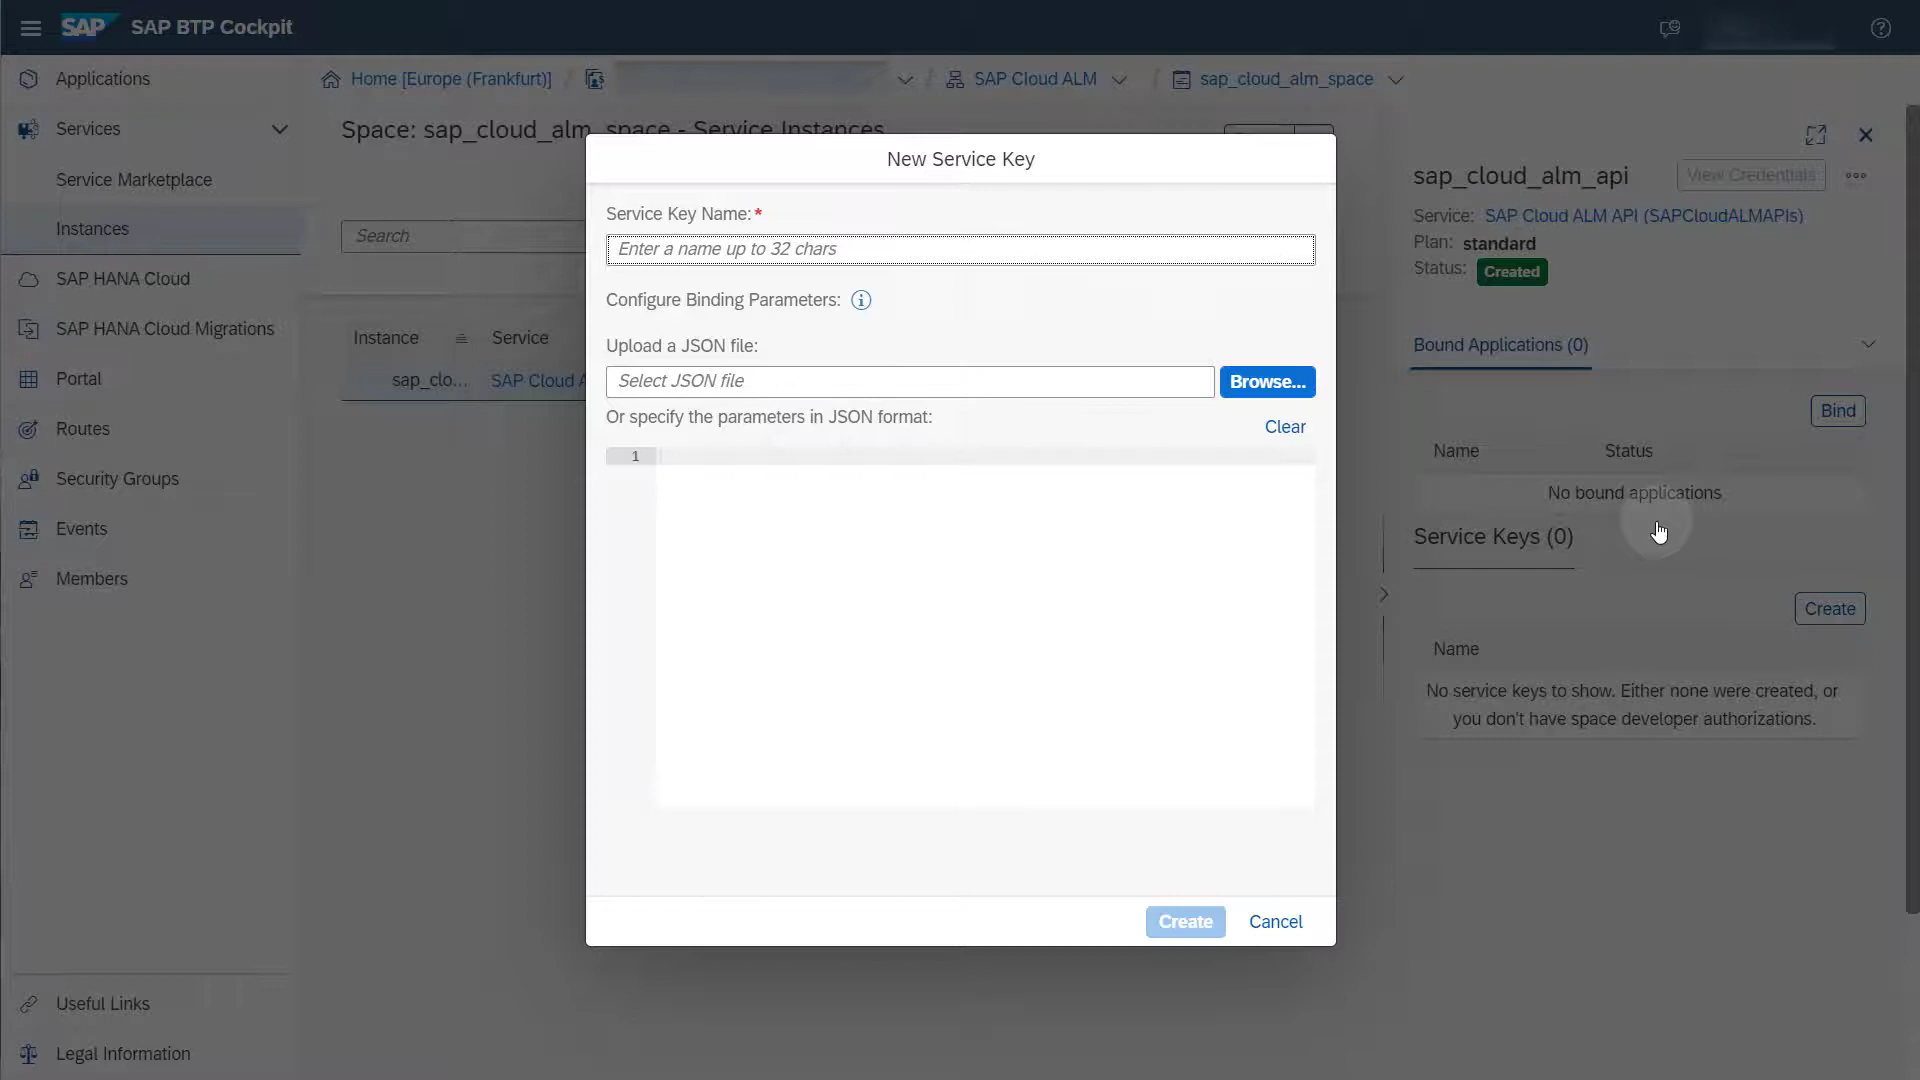 SAP SAP BTP Cockpit
Applications
Services
Service Marketplace
Instances
SAP HANA Cloud
SAP HANA Cloud Migrations
Portal
Routes
Security Groups
Events
Members
Useful Links
Legal Information
Home [Europe (Frankfurt)] / / SAP Cloud ALM / sap_cloud_alm_space
Space: sap_cloud_alm_space - Service Instances
Search
Instance Service
sap_clo... SAP Cloud A
New Service Key
Service Key Name: *
Enter a name up to 32 chars
Configure Binding Parameters:
Upload a JSON file:
Select JSON file Browse...
Or specify the parameters in JSON format:
Clear
1
Create Cancel
sap_cloud_alm_api View Credentials
Service: SAP Cloud ALM API (SAPCloudALMAPIs)
Plan: standard
Status: Created
Bound Applications (0)
Bind
Name Status
No bound applications
Service Keys (0)
Create
Name
No service keys to show. Either none were created, or
you don't have space developer authorizations.